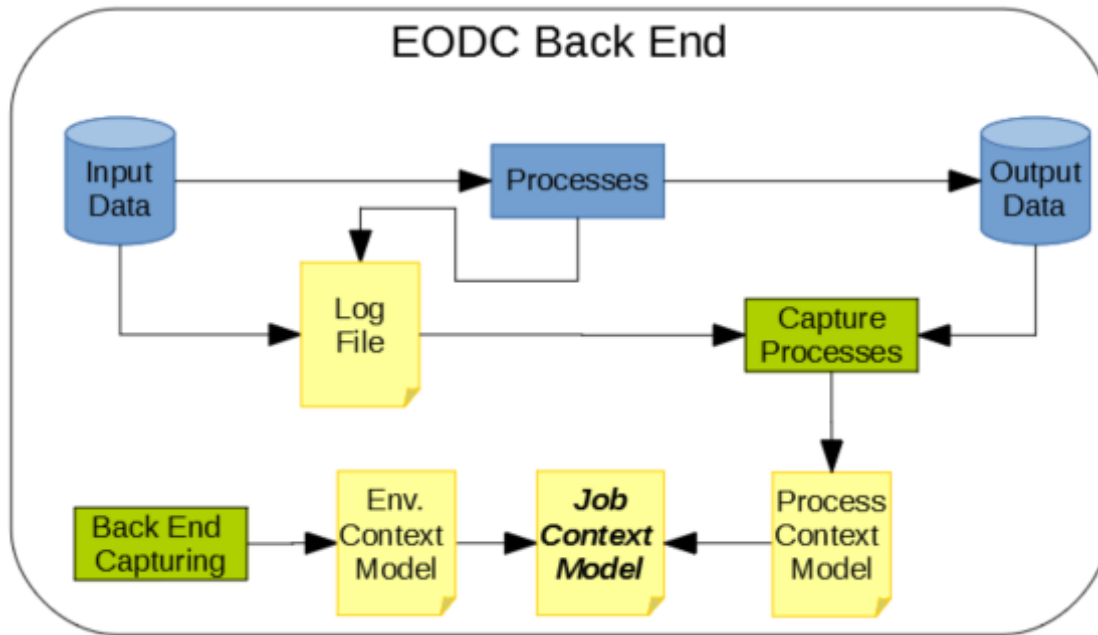 EODC Back End
Input
Data
Processes
Output
Data
Log
File
Capture
Processes
Back End
Capturing
Env.
Context
Model
Job
Context
Model
Process
Context
Model